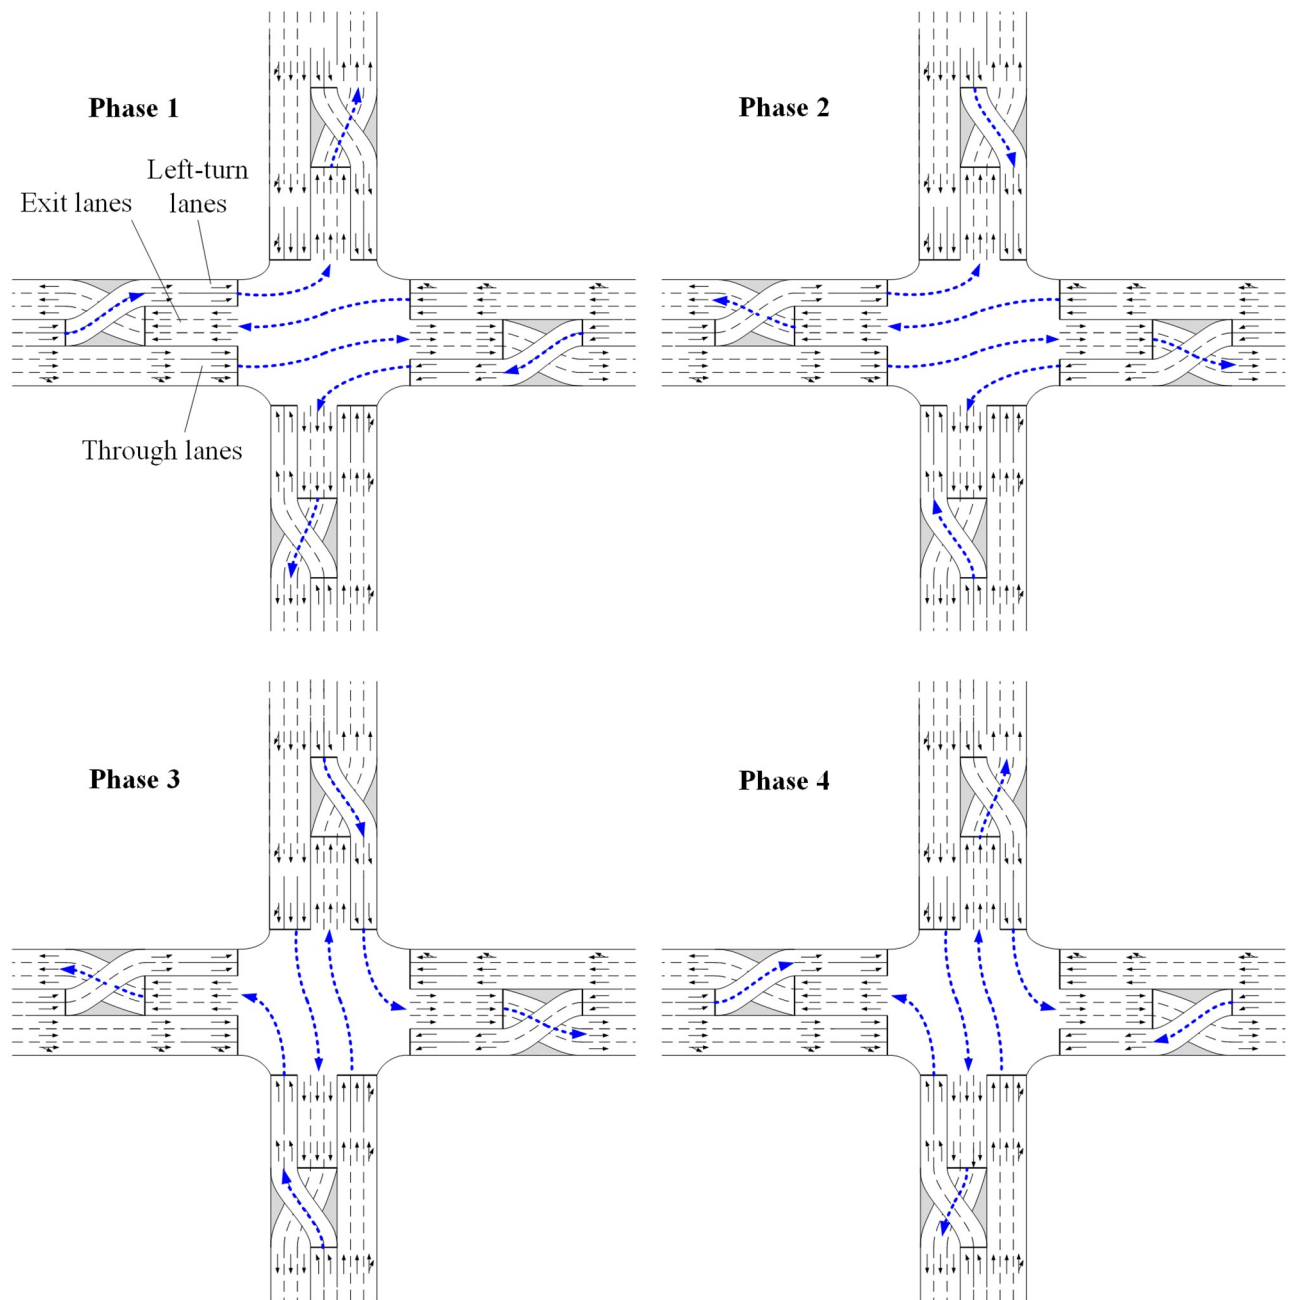 Phase 1
Phase 2
Left-turn
lanes
Exit lanes
Through lanes
Phase 3
Phase 4